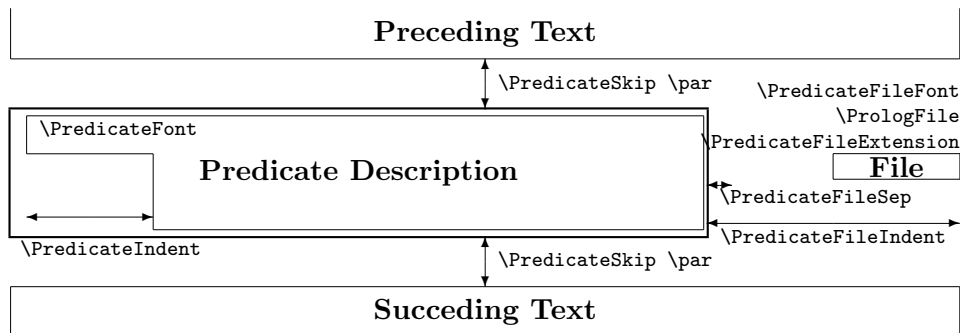 Preceding Text
\PredicateSkip \par
\PredicateFileFont
\PrologFile
\PredicateFileExtension
\PredicateFont
Predicate Description
File
\PredicateFileSep
\PredicateFileIndent
\PredicateIndent
\PredicateSkip \par
Succeding Text